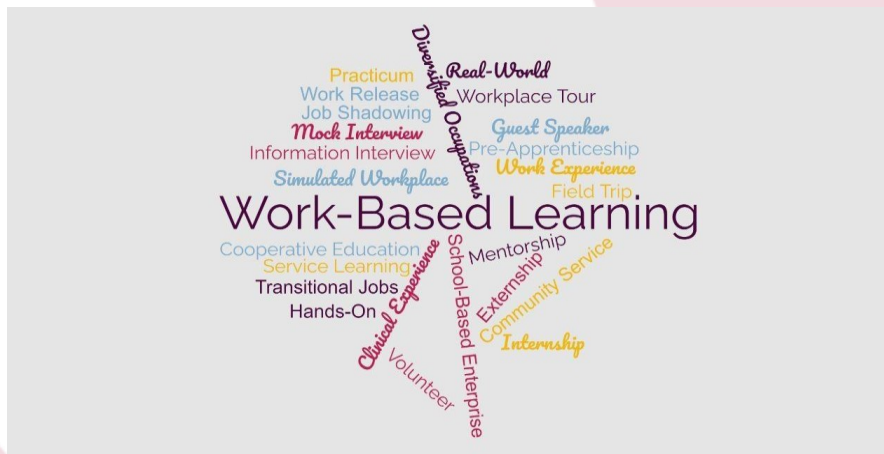 Diversified Occupations
Real-World
Practicum
Work Release
Workplace Tour
Job Shadowing
Guest Speaker
Mock Interview
Pre-Apprenticeship
Information Interview
Work Experience
Simulated Workplace
Field Trip
Work-Based Learning
Cooperative Education
Mentorship
Service Learning
Transitional Jobs
Hands-On
Clinical Experience
School-Based Enterprise
Externship
Community Service
Internship
Volunteer